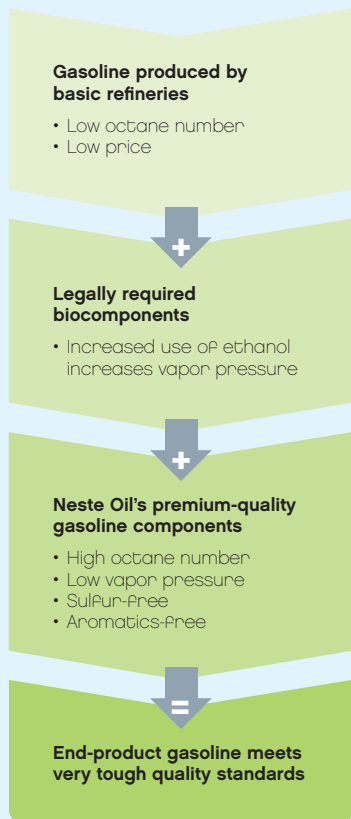 Gasoline produced by
basic refineries
• Low octane number
• Low price
+
Legally required
biocomponents
• Increased use of ethanol
increases vapor pressure
+
Neste Oil’s premium-quality
gasoline components
• High octane number
• Low vapor pressure
• Sulfur-free
• Aromatics-free
=
End-product gasoline meets
very tough quality standards